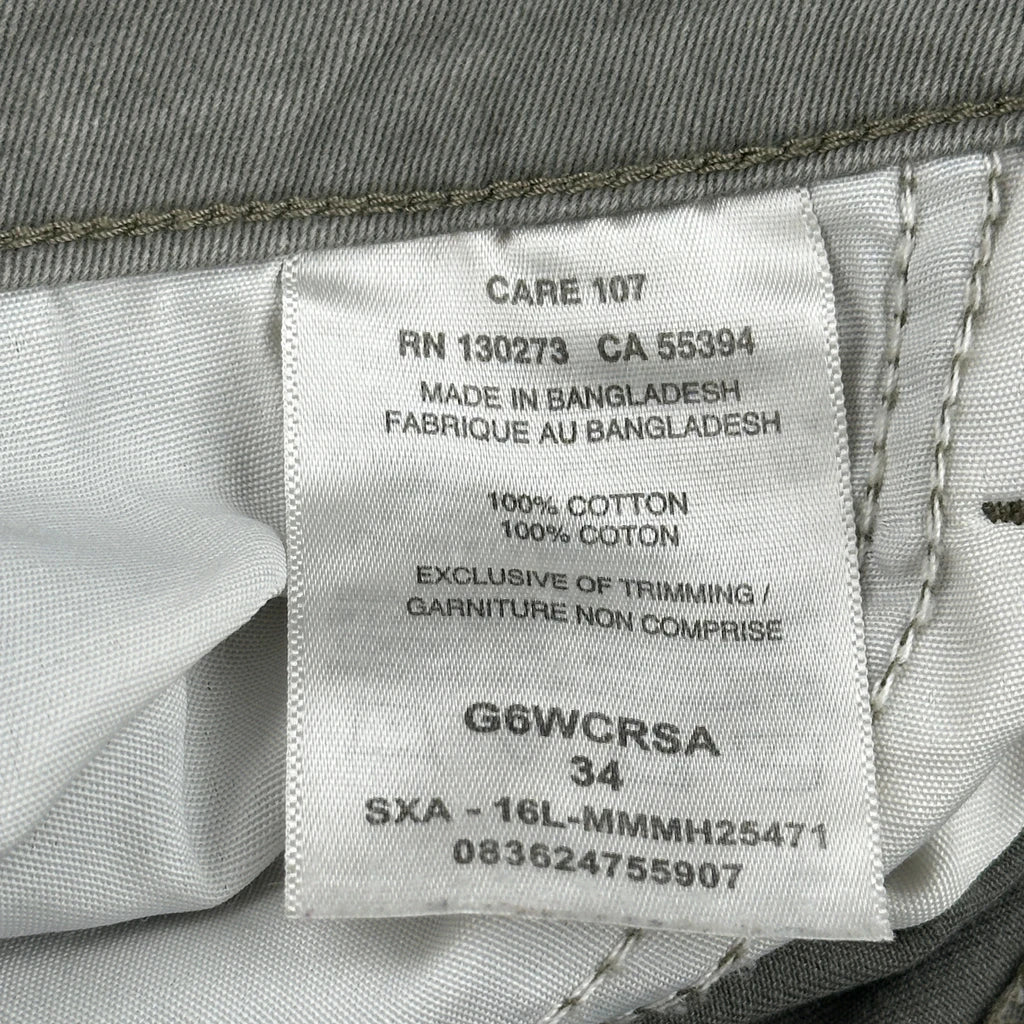 CARE 107
RN 130273 CA 55394
MADE IN BANGLADESH
FABRIQUE AU BANGLADESH
100% COTTON
100% COTON
EXCLUSIVE OF TRIMMING /
GARNITURE NON COMPRISE
G6WCRSA
34
SXA - 16L-MMMH25471
083624755907